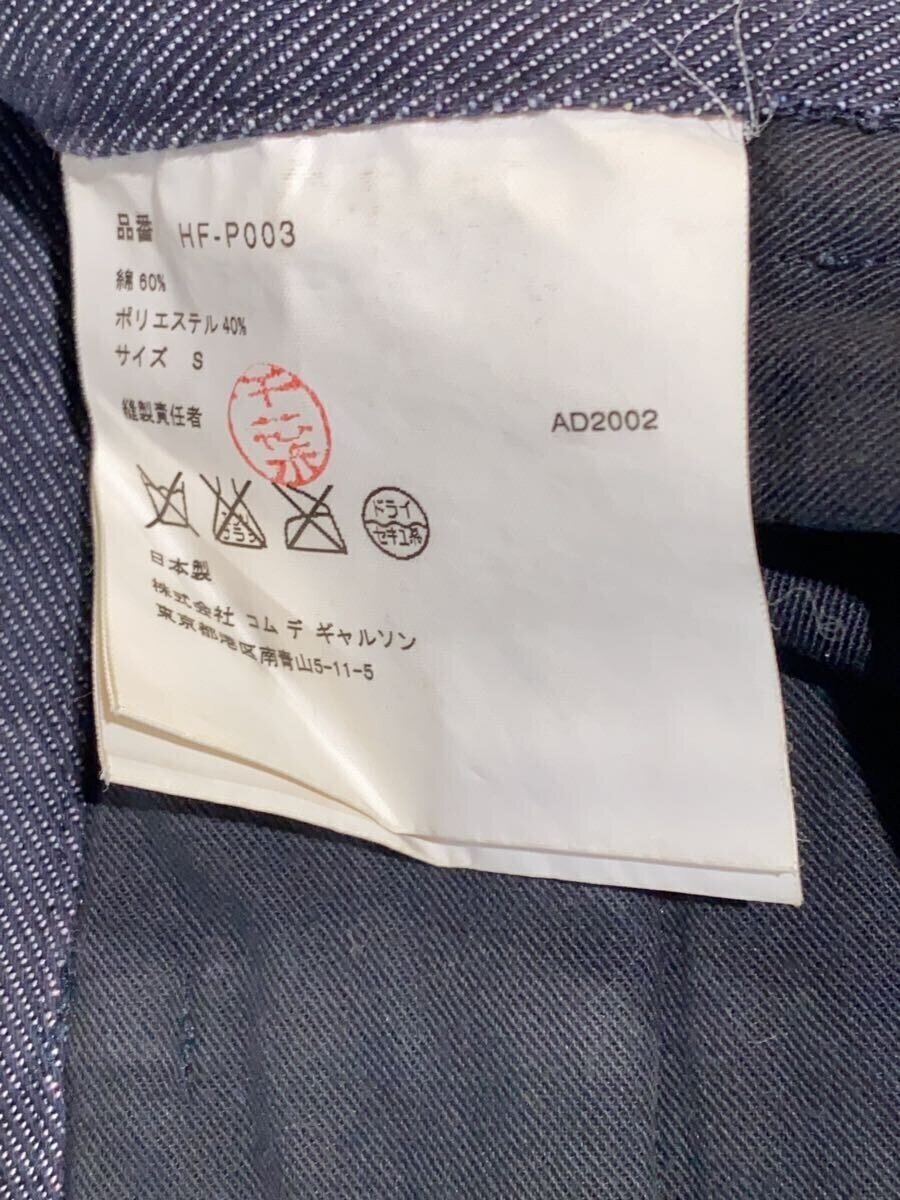 品番 HF-P003
綿 60%
ポリエステル 40%
サイズ S
縫製責任者
AD2002
ドライ
セキユ系
日本製
株式会社 コム デ ギャルソン
東京都港区南青山5-11-5